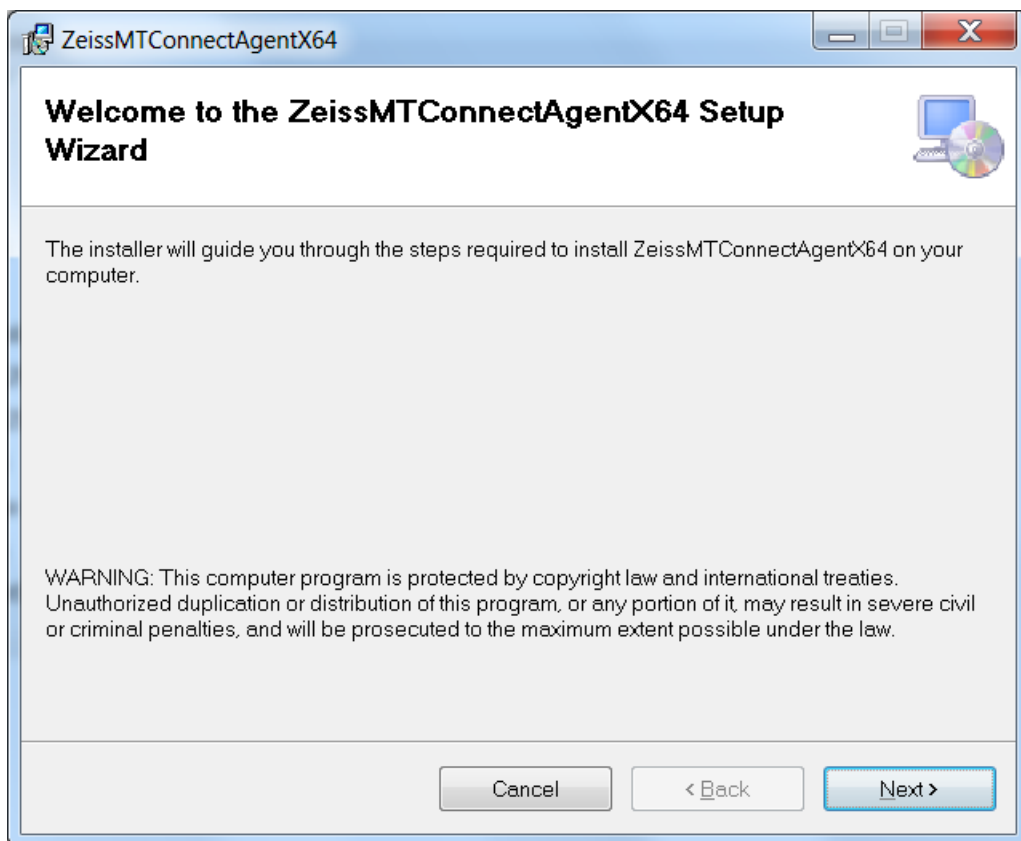 ZeissMTConnectAgentX64
Welcome to the ZeissMTConnectAgentX64 Setup
Wizard
The installer will guide you through the steps required to install ZeissMTConnectAgentX64 on your
computer.
WARNING: This computer program is protected by copyright law and international treaties.
Unauthorized duplication or distribution of this program, or any portion of it, may result in severe civil
or criminal penalties, and will be prosecuted to the maximum extent possible under the law.
Cancel < Back Next >